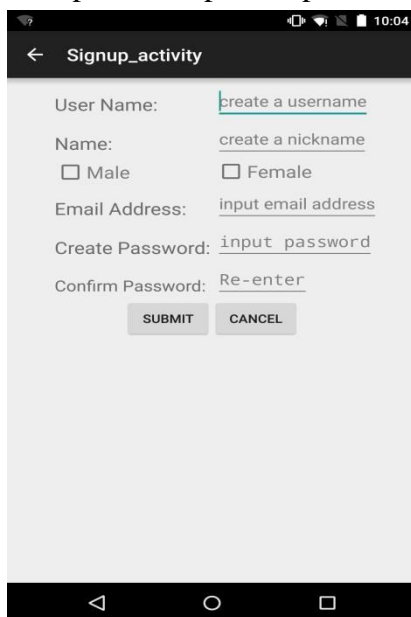 10:04
Signup_activity
User Name: create a username
Name: create a nickname
Male Female
Email Address: input email address
Create Password: input password
Confirm Password: Re-enter
SUBMIT CANCEL